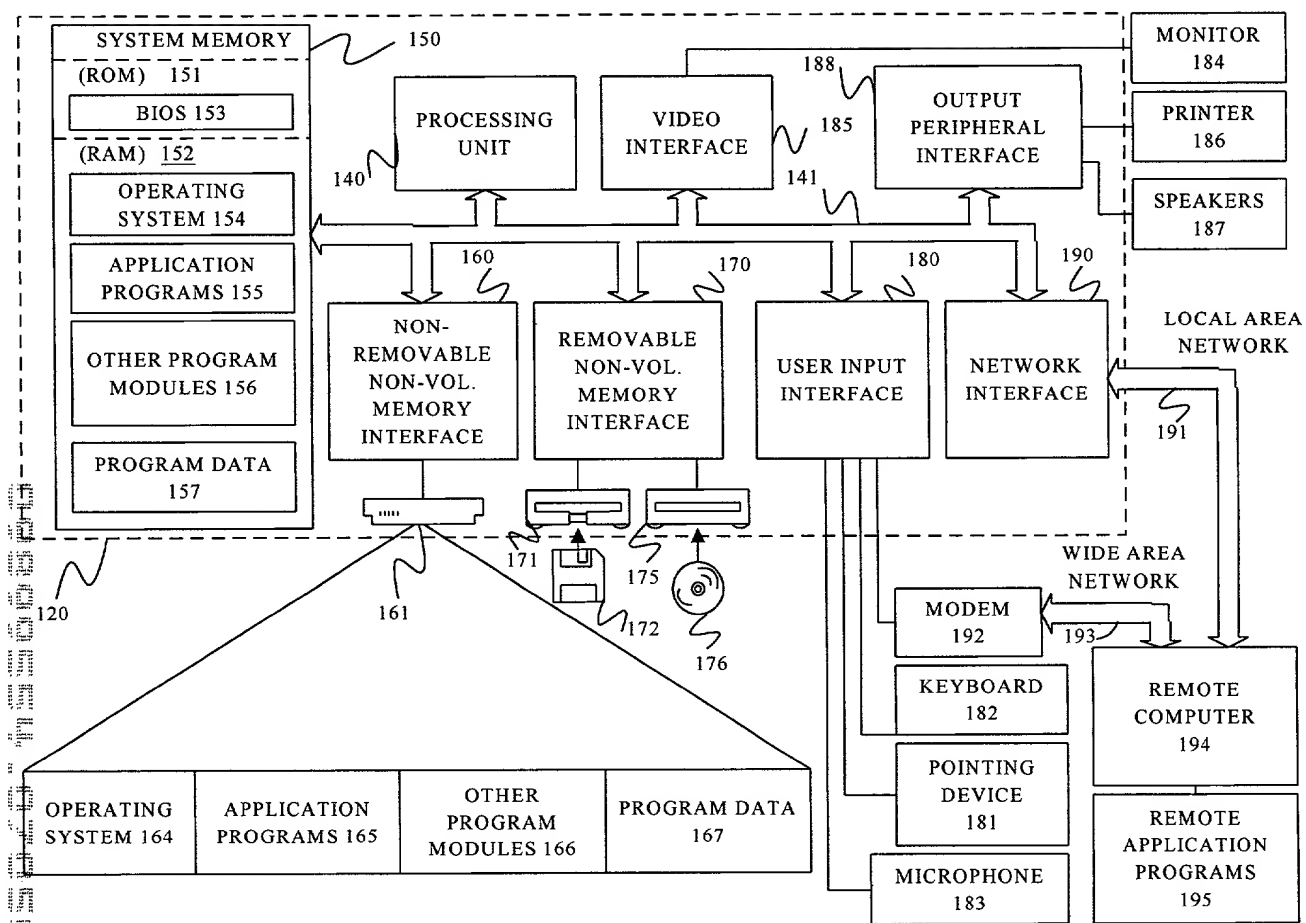 SYSTEM MEMORY
150
(ROM) 151
BIOS 153
(RAM) 152
OPERATING
SYSTEM 154
APPLICATION
PROGRAMS 155
OTHER PROGRAM
MODULES 156
PROGRAM DATA
157
PROCESSING
UNIT
140
VIDEO
INTERFACE
185
188
OUTPUT
PERIPHERAL
INTERFACE
141
MONITOR
184
PRINTER
186
SPEAKERS
187
160
NON-
REMOVABLE
NON-VOL.
MEMORY
INTERFACE
170
REMOVABLE
NON-VOL.
MEMORY
INTERFACE
180
USER INPUT
INTERFACE
190
NETWORK
INTERFACE
LOCAL AREA
NETWORK
191
120
161
171
172
175
176
WIDE AREA
NETWORK
MODEM
192
193
KEYBOARD
182
POINTING
DEVICE
181
MICROPHONE
183
REMOTE
COMPUTER
194
REMOTE
APPLICATION
PROGRAMS
195
OPERATING
SYSTEM 164
APPLICATION
PROGRAMS 165
OTHER
PROGRAM
MODULES 166
PROGRAM DATA
167